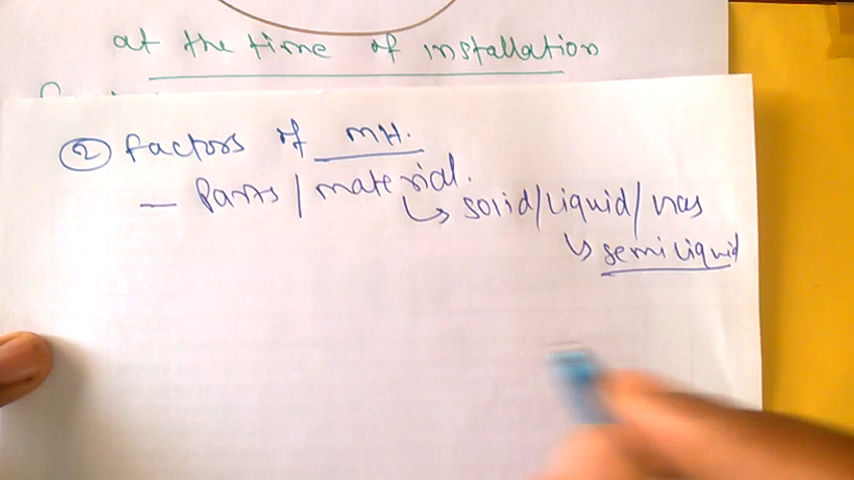 at the time of installation
② Factors of MH.
— Parts / material.
↳ solid/liquid/ gas
↳ semi liquid